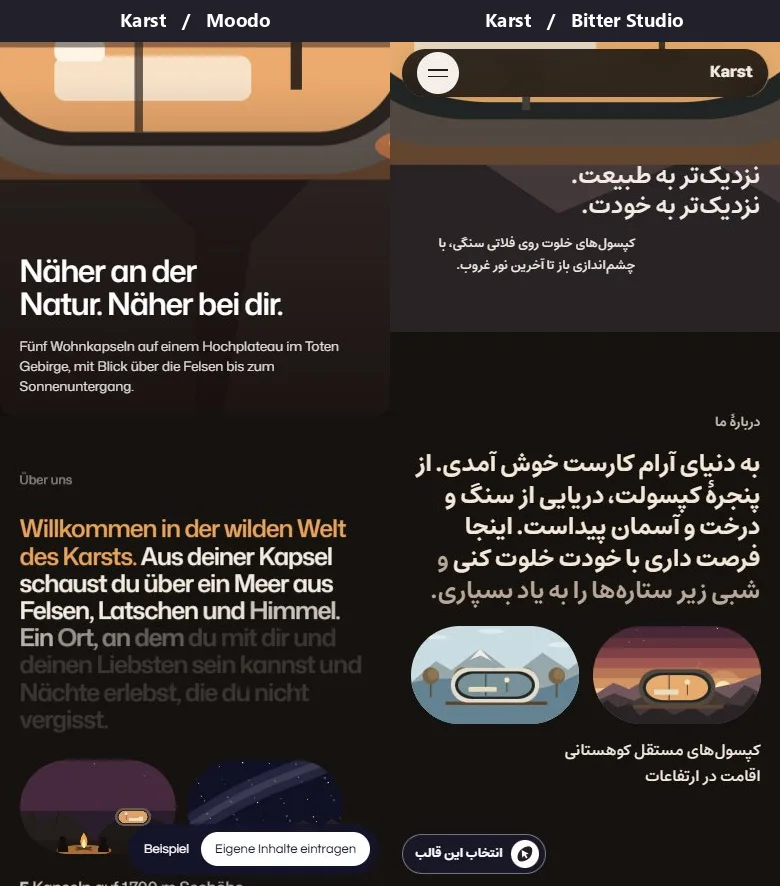 Karst / Moodo
Näher an der
Natur. Näher bei dir.
Fünf Wohnkapseln auf einem Hochplateau im Toten
Gebirge, mit Blick über die Felsen bis zum
Sonnenuntergang.
Über uns
Willkommen in der wilden Welt
des Karsts. Aus deiner Kapsel
schaust du über ein Meer aus
Felsen, Latschen und Himmel.
Ein Ort, an dem du mit dir und
deinen Liebsten sein kannst und
Nächte erlebst, die du nicht
vergisst.
Beispiel
Eigene Inhalte eintragen
Karst / Bitter Studio
Karst
نزدیک‌تر به طبیعت.
نزدیک‌تر به خودت.
کپسول‌های خلوت روی فلاتی سنگی، با
چشم‌اندازی باز تا آخرین نور غروب.
دربارهٔ ما
به دنیای آرام کارست خوش آمدی. از
پنجرهٔ کپسولت، دریایی از سنگ و
درخت و آسمان پیداست. اینجا
فرصت داری با خودت خلوت کنی و
شبی زیر ستاره‌ها را به یاد بسپاری.
کپسول‌های مستقل کوهستانی
اقامت در ارتفاعات
انتخاب این قالب